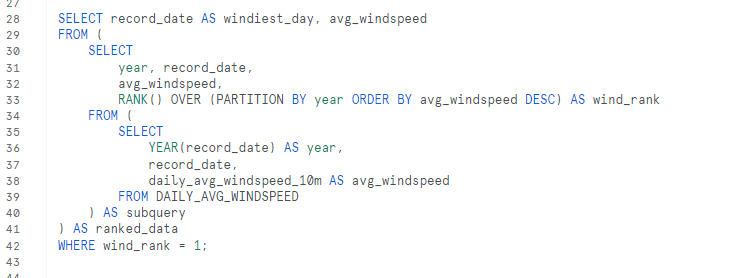 27
28 SELECT record_date AS windiest_day, avg_windspeed
29 FROM (
30     SELECT
31         year, record_date,
32         avg_windspeed,
33         RANK() OVER (PARTITION BY year ORDER BY avg_windspeed DESC) AS wind_rank
34     FROM (
35         SELECT
36             YEAR(record_date) AS year,
37             record_date,
38             daily_avg_windspeed_10m AS avg_windspeed
39         FROM DAILY_AVG_WINDSPEED
40     ) AS subquery
41 ) AS ranked_data
42 WHERE wind_rank = 1;
43
44